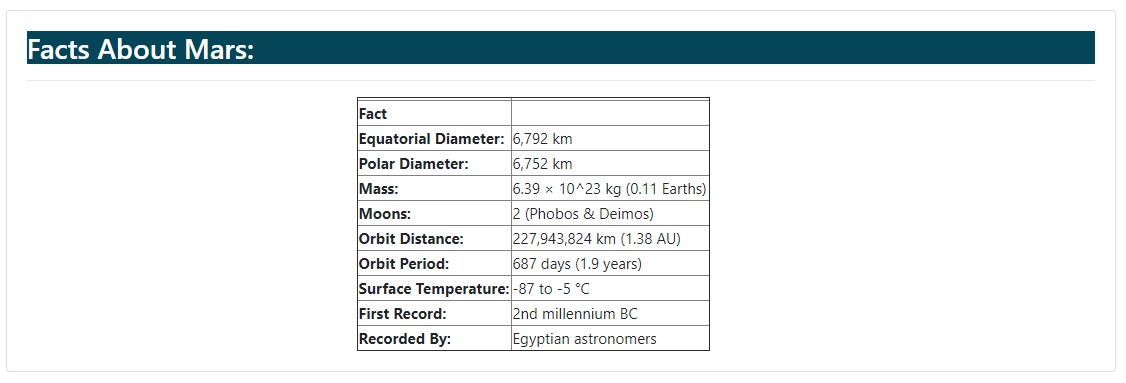 Facts About Mars:
Fact
Equatorial Diameter: 6,792 km
Polar Diameter: 6,752 km
Mass: 6.39 × 10^23 kg (0.11 Earths)
Moons: 2 (Phobos & Deimos)
Orbit Distance: 227,943,824 km (1.38 AU)
Orbit Period: 687 days (1.9 years)
Surface Temperature: -87 to -5 °C
First Record: 2nd millennium BC
Recorded By: Egyptian astronomers